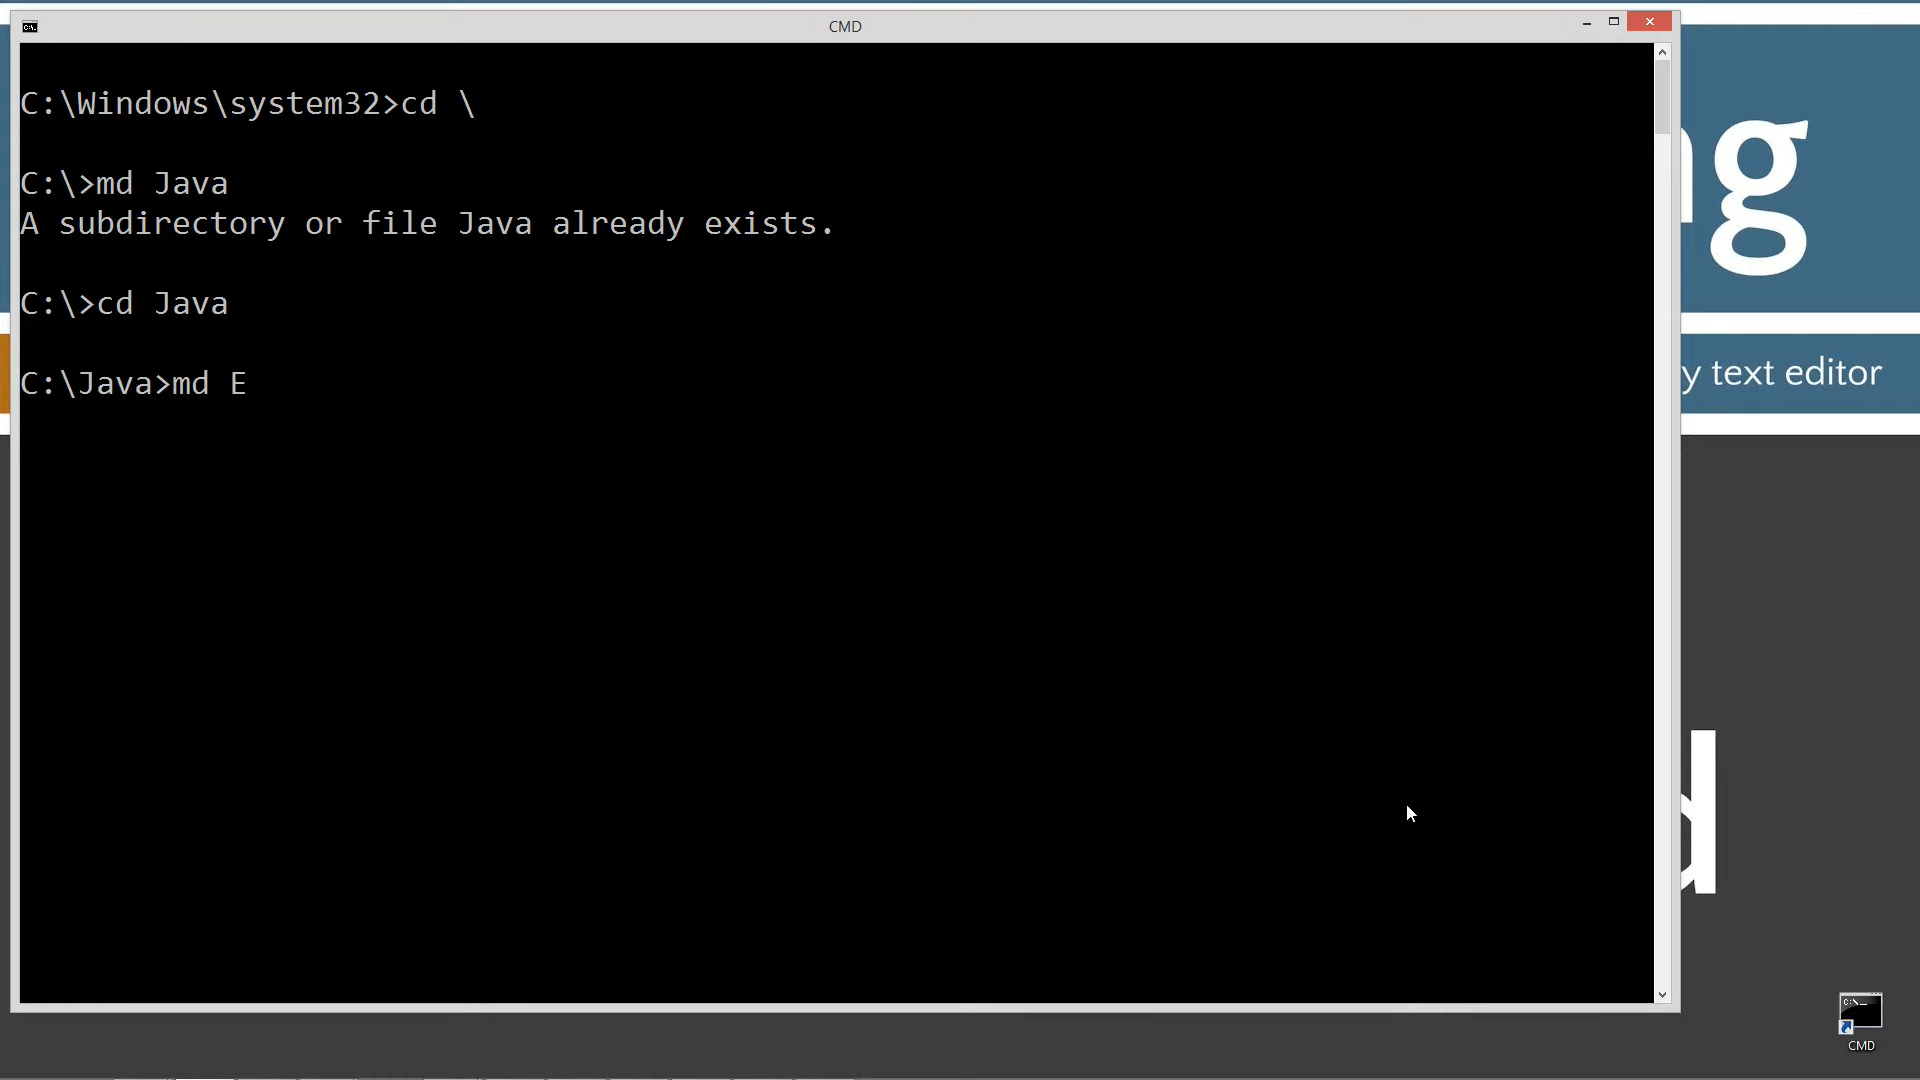 CMD
C:\Windows\system32>cd \
C:\>md Java
A subdirectory or file Java already exists.
C:\>cd Java
C:\Java>md E
g
y text editor
d
CMD